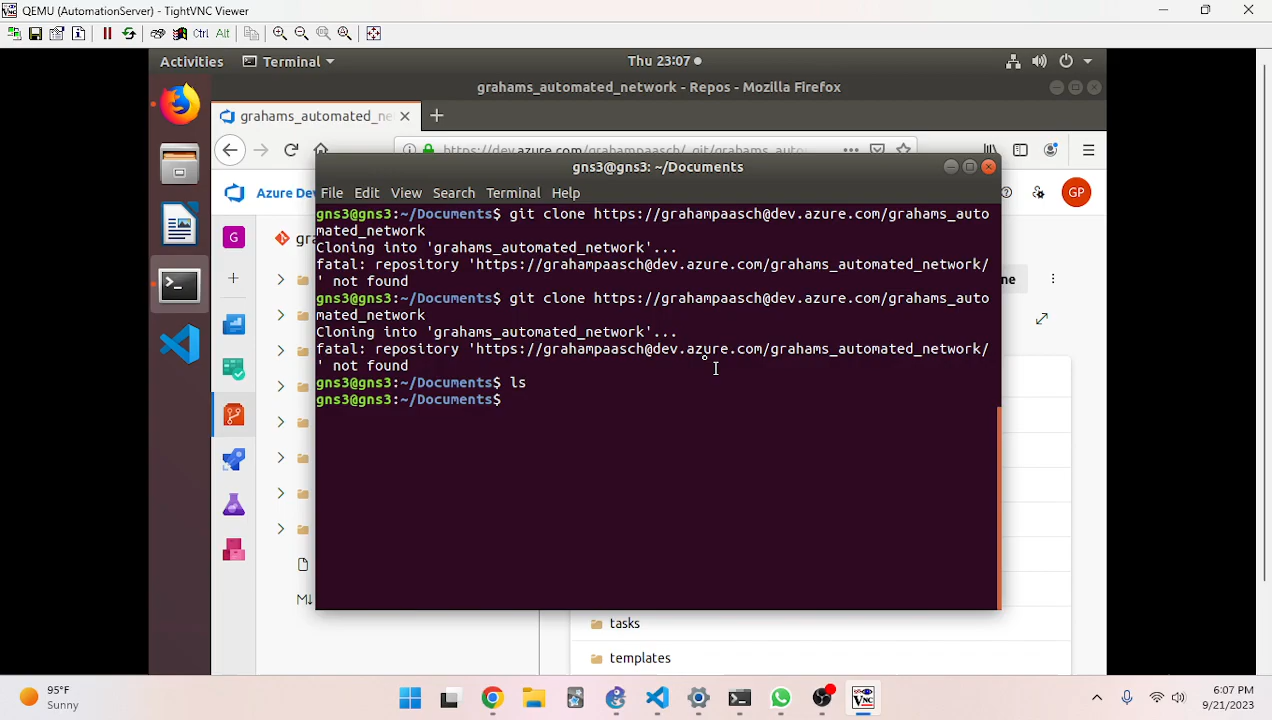 QEMU (AutomationServer) - TightVNC Viewer
Ctrl Alt
Activities
Terminal
Thu 23:07
grahams_automated_network - Repos - Mozilla Firefox
grahams_automated_ne
gns3@gns3: ~/Documents
Azure Dev
GP
File Edit View Search Terminal Help
gns3@gns3:~/Documents$ git clone https://grahampaasch@dev.azure.com/grahams_auto
mated_network
Cloning into 'grahams_automated_network'...
fatal: repository 'https://grahampaasch@dev.azure.com/grahams_automated_network/
' not found
gns3@gns3:~/Documents$ git clone https://grahampaasch@dev.azure.com/grahams_auto
mated_network
Cloning into 'grahams_automated_network'...
fatal: repository 'https://grahampaasch@dev.azure.com/grahams_automated_network/
' not found
gns3@gns3:~/Documents$ ls
gns3@gns3:~/Documents$
G
gra
ne
M↓
tasks
templates
95°F
Sunny
6:07 PM
9/21/2023